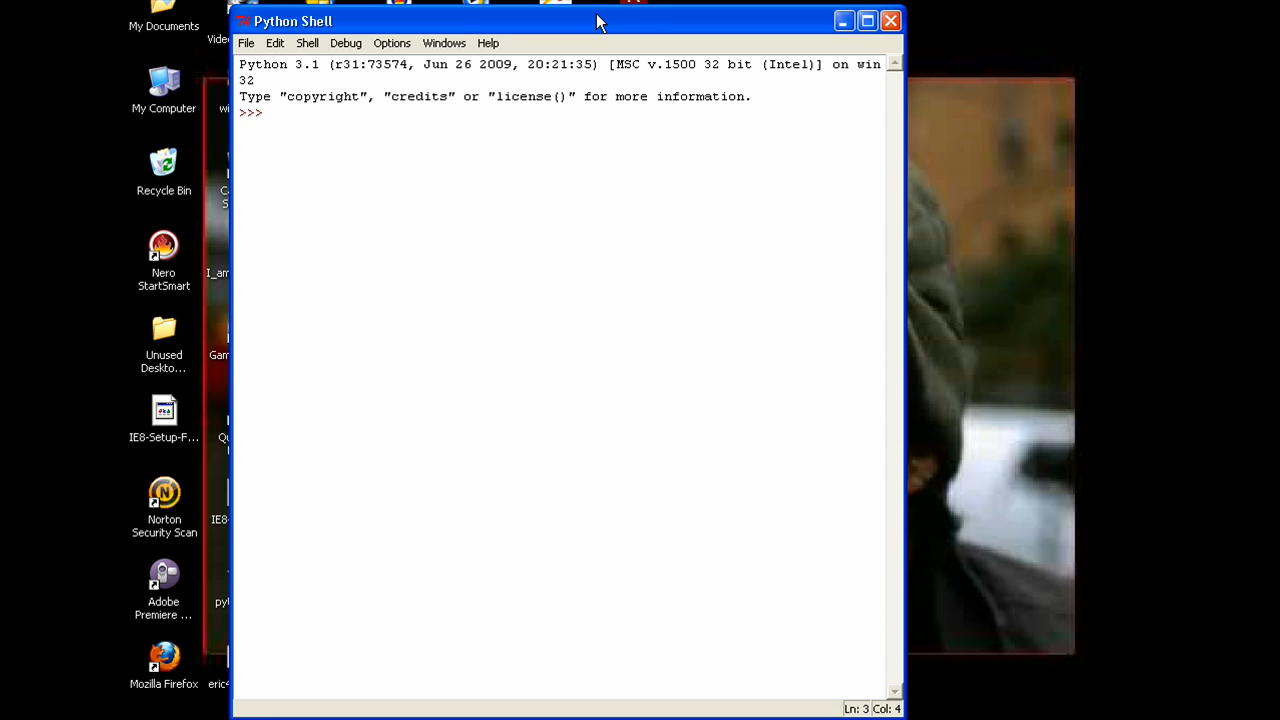 My Documents
Python Shell
File Edit Shell Debug Options Windows Help
Python 3.1 (r31:73574, Jun 26 2009, 20:21:35) [MSC v.1500 32 bit (Intel)] on win
32
Type "copyright", "credits" or "license()" for more information.
>>>
My Computer
Recycle Bin
Nero
StartSmart
Unused
Deskto...
IE8-Setup-F...
Norton
Security Scan
Adobe
Premiere ...
Mozilla Firefox
Ln: 3 Col: 4